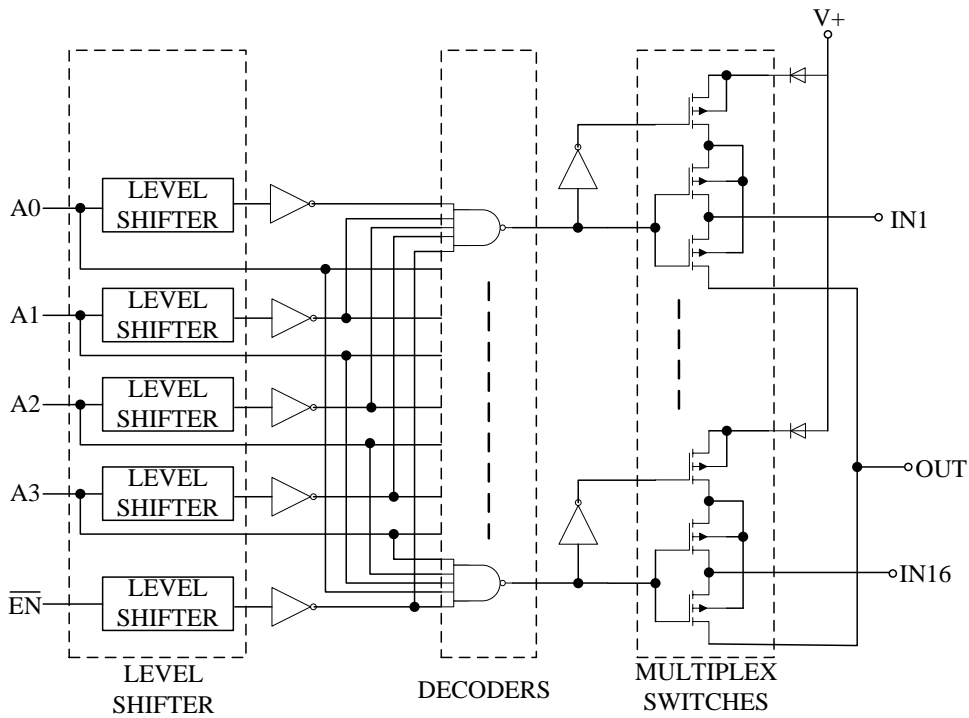 V+
A0
LEVEL
SHIFTER
IN1
A1
LEVEL
SHIFTER
A2
LEVEL
SHIFTER
A3
LEVEL
SHIFTER
OUT
EN
LEVEL
SHIFTER
IN16
LEVEL
SHIFTER
DECODERS
MULTIPLEX
SWITCHES